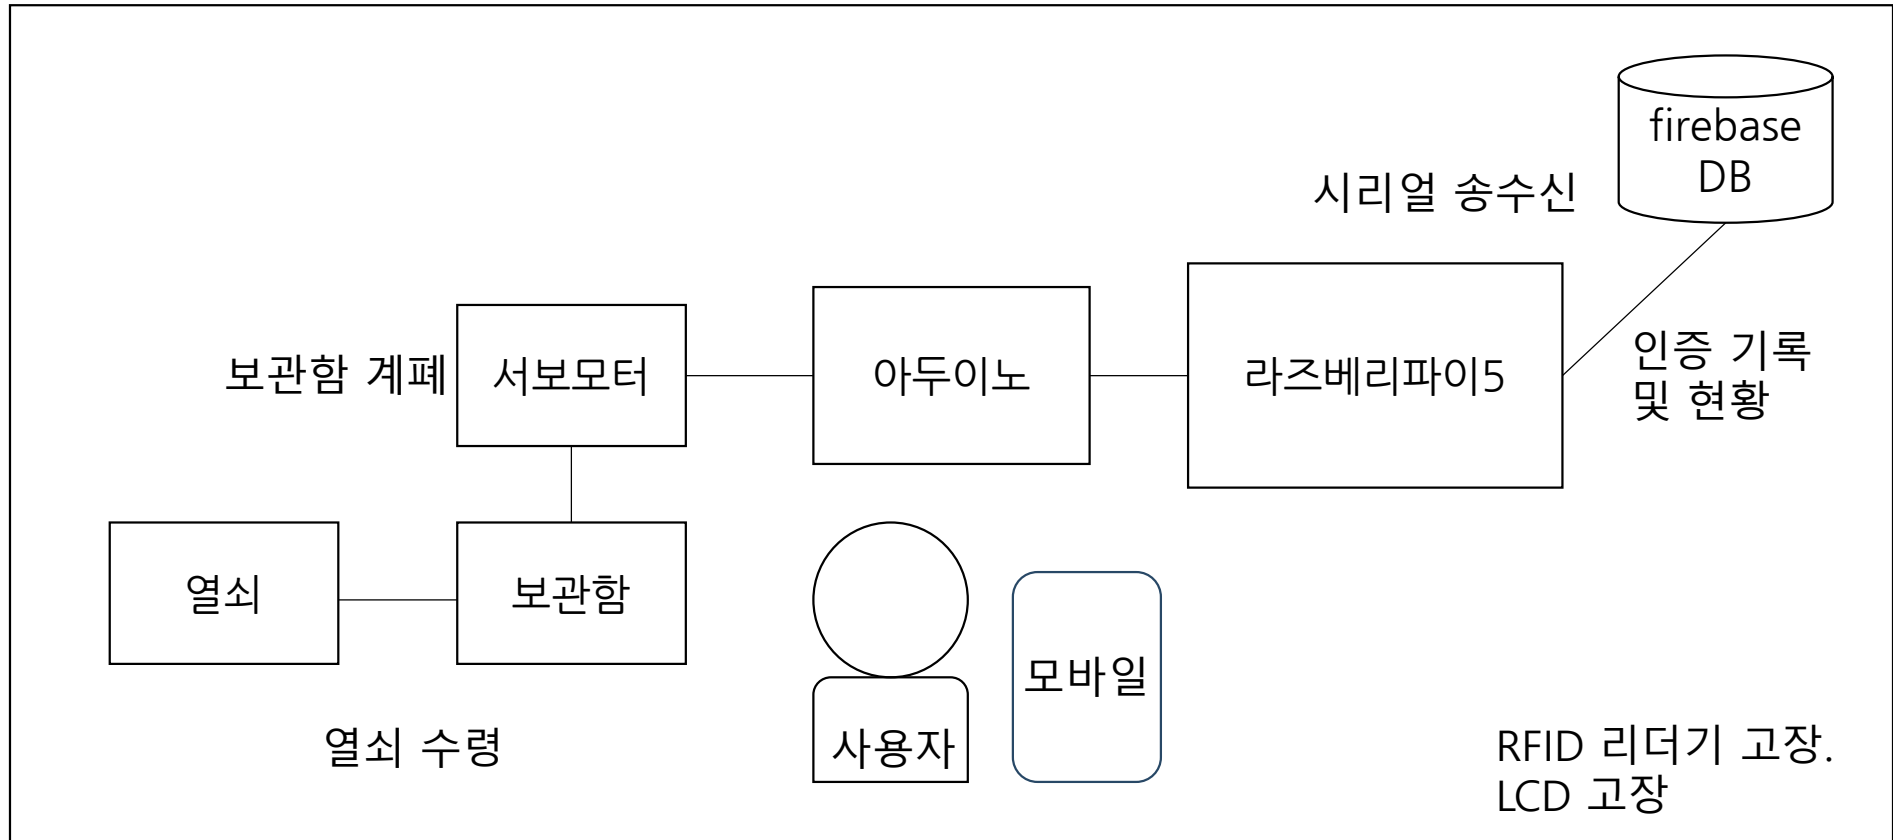 firebase
DB
시리얼 송수신
보관함 계폐
서보모터
아두이노
라즈베리파이5
인증 기록
및 현황
열쇠
보관함
모바일
사용자
열쇠 수령
RFID 리더기 고장.
LCD 고장